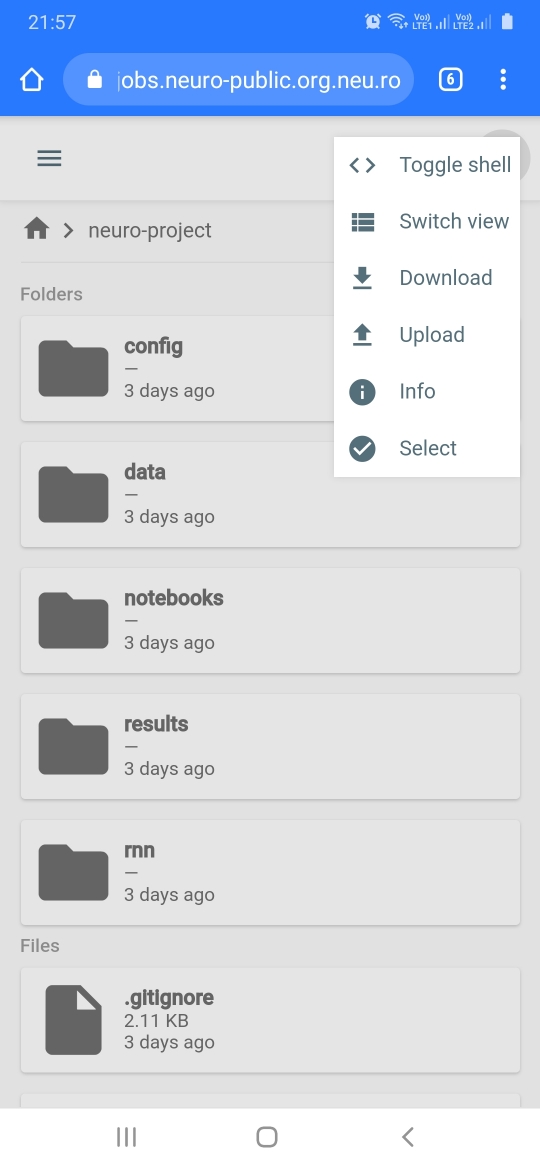 21:57
Vo)) LTE1 Vo)) LTE2
jobs.neuro-public.org.neu.ro
6
Toggle shell
Switch view
Download
Upload
Info
Select
neuro-project
Folders
config
—
3 days ago
data
—
3 days ago
notebooks
—
3 days ago
results
—
3 days ago
rnn
—
3 days ago
Files
.gitignore
2.11 KB
3 days ago